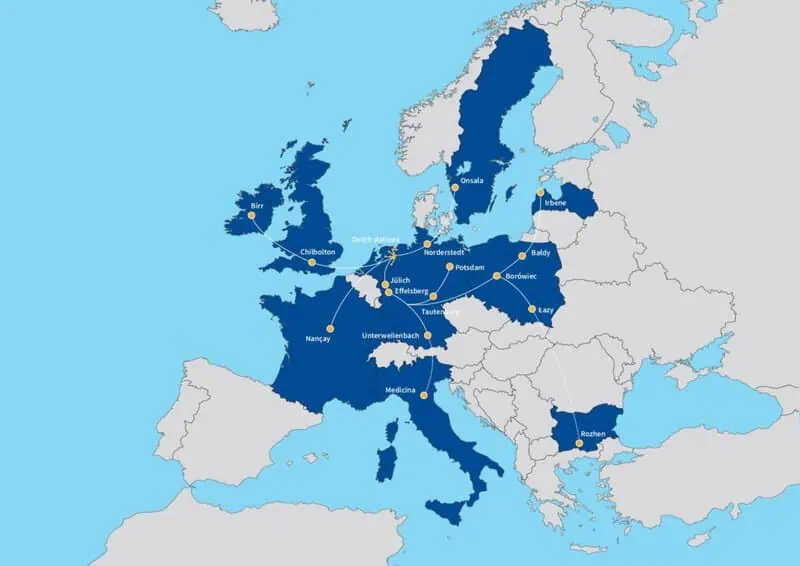 Onsala
Birr
Irbene
Dutch stations
Chilbolton
Norderstedt
Bałdy
Potsdam
Borówiec
Jülich
Effelsberg
Tautenburg
Łazy
Nançay
Unterweilenbach
Medicina
Rozhen